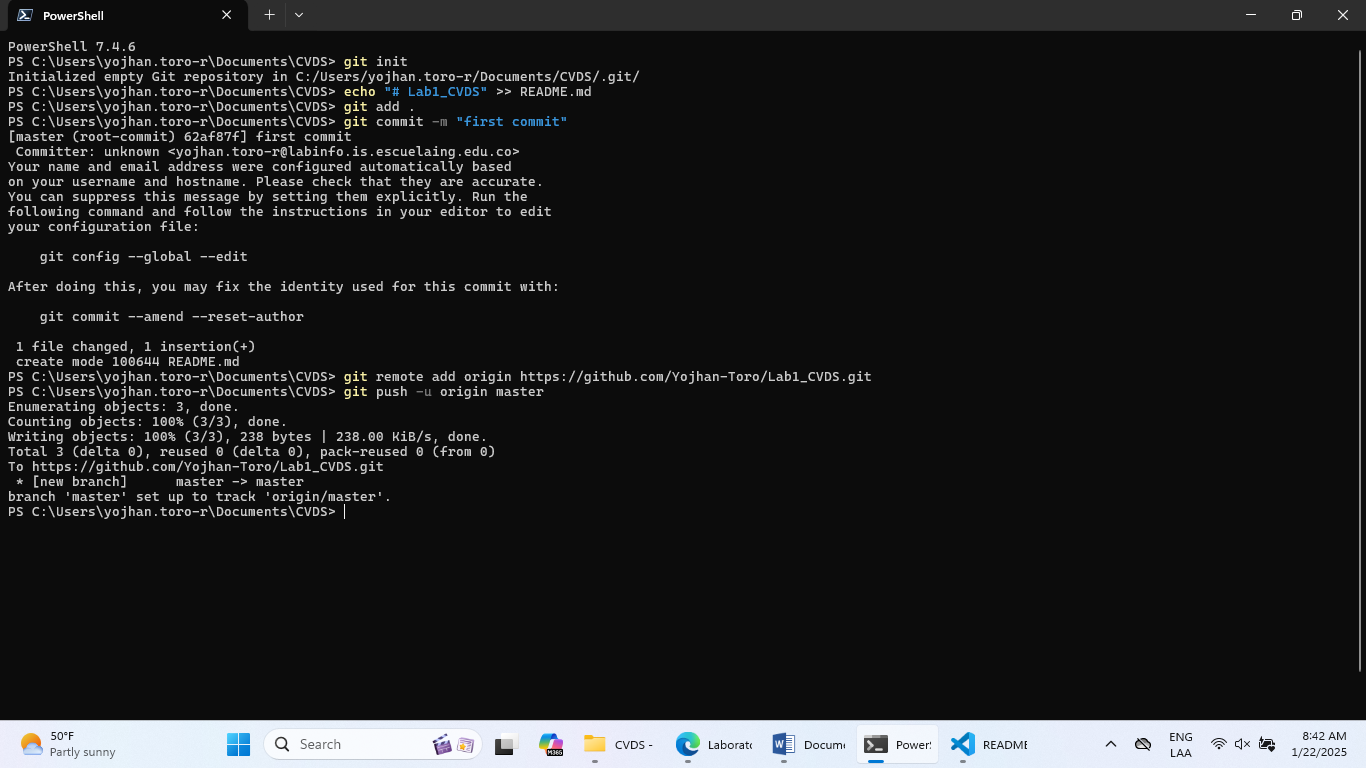 PowerShell
PowerShell 7.4.6
PS C:\Users\yojhan.toro-r\Documents\CVDS> git init
Initialized empty Git repository in C:/Users/yojhan.toro-r/Documents/CVDS/.git/
PS C:\Users\yojhan.toro-r\Documents\CVDS> echo "# Lab1_CVDS" >> README.md
PS C:\Users\yojhan.toro-r\Documents\CVDS> git add .
PS C:\Users\yojhan.toro-r\Documents\CVDS> git commit -m "first commit"
[master (root-commit) 62af87f] first commit
 Committer: unknown <yojhan.toro-r@labinfo.is.escuelaing.edu.co>
Your name and email address were configured automatically based
on your username and hostname. Please check that they are accurate.
You can suppress this message by setting them explicitly. Run the
following command and follow the instructions in your editor to edit
your configuration file:
    git config --global --edit
After doing this, you may fix the identity used for this commit with:
    git commit --amend --reset-author
 1 file changed, 1 insertion(+)
 create mode 100644 README.md
PS C:\Users\yojhan.toro-r\Documents\CVDS> git remote add origin https://github.com/Yojhan-Toro/Lab1_CVDS.git
PS C:\Users\yojhan.toro-r\Documents\CVDS> git push -u origin master
Enumerating objects: 3, done.
Counting objects: 100% (3/3), done.
Writing objects: 100% (3/3), 238 bytes | 238.00 KiB/s, done.
Total 3 (delta 0), reused 0 (delta 0), pack-reused 0 (from 0)
To https://github.com/Yojhan-Toro/Lab1_CVDS.git
 * [new branch]      master -> master
branch 'master' set up to track 'origin/master'.
PS C:\Users\yojhan.toro-r\Documents\CVDS>
50°F
Partly sunny
Search
M365
CVDS -
Laborato
Docume
PowerS
README
ENG
LAA
8:42 AM
1/22/2025